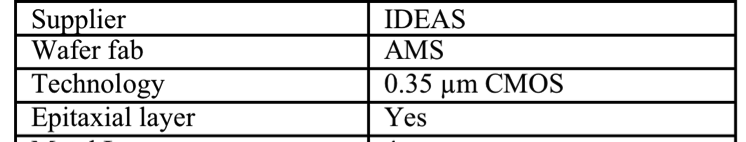 Supplier IDEAS
Wafer fab AMS
Technology 0.35 µm CMOS
Epitaxial layer Yes